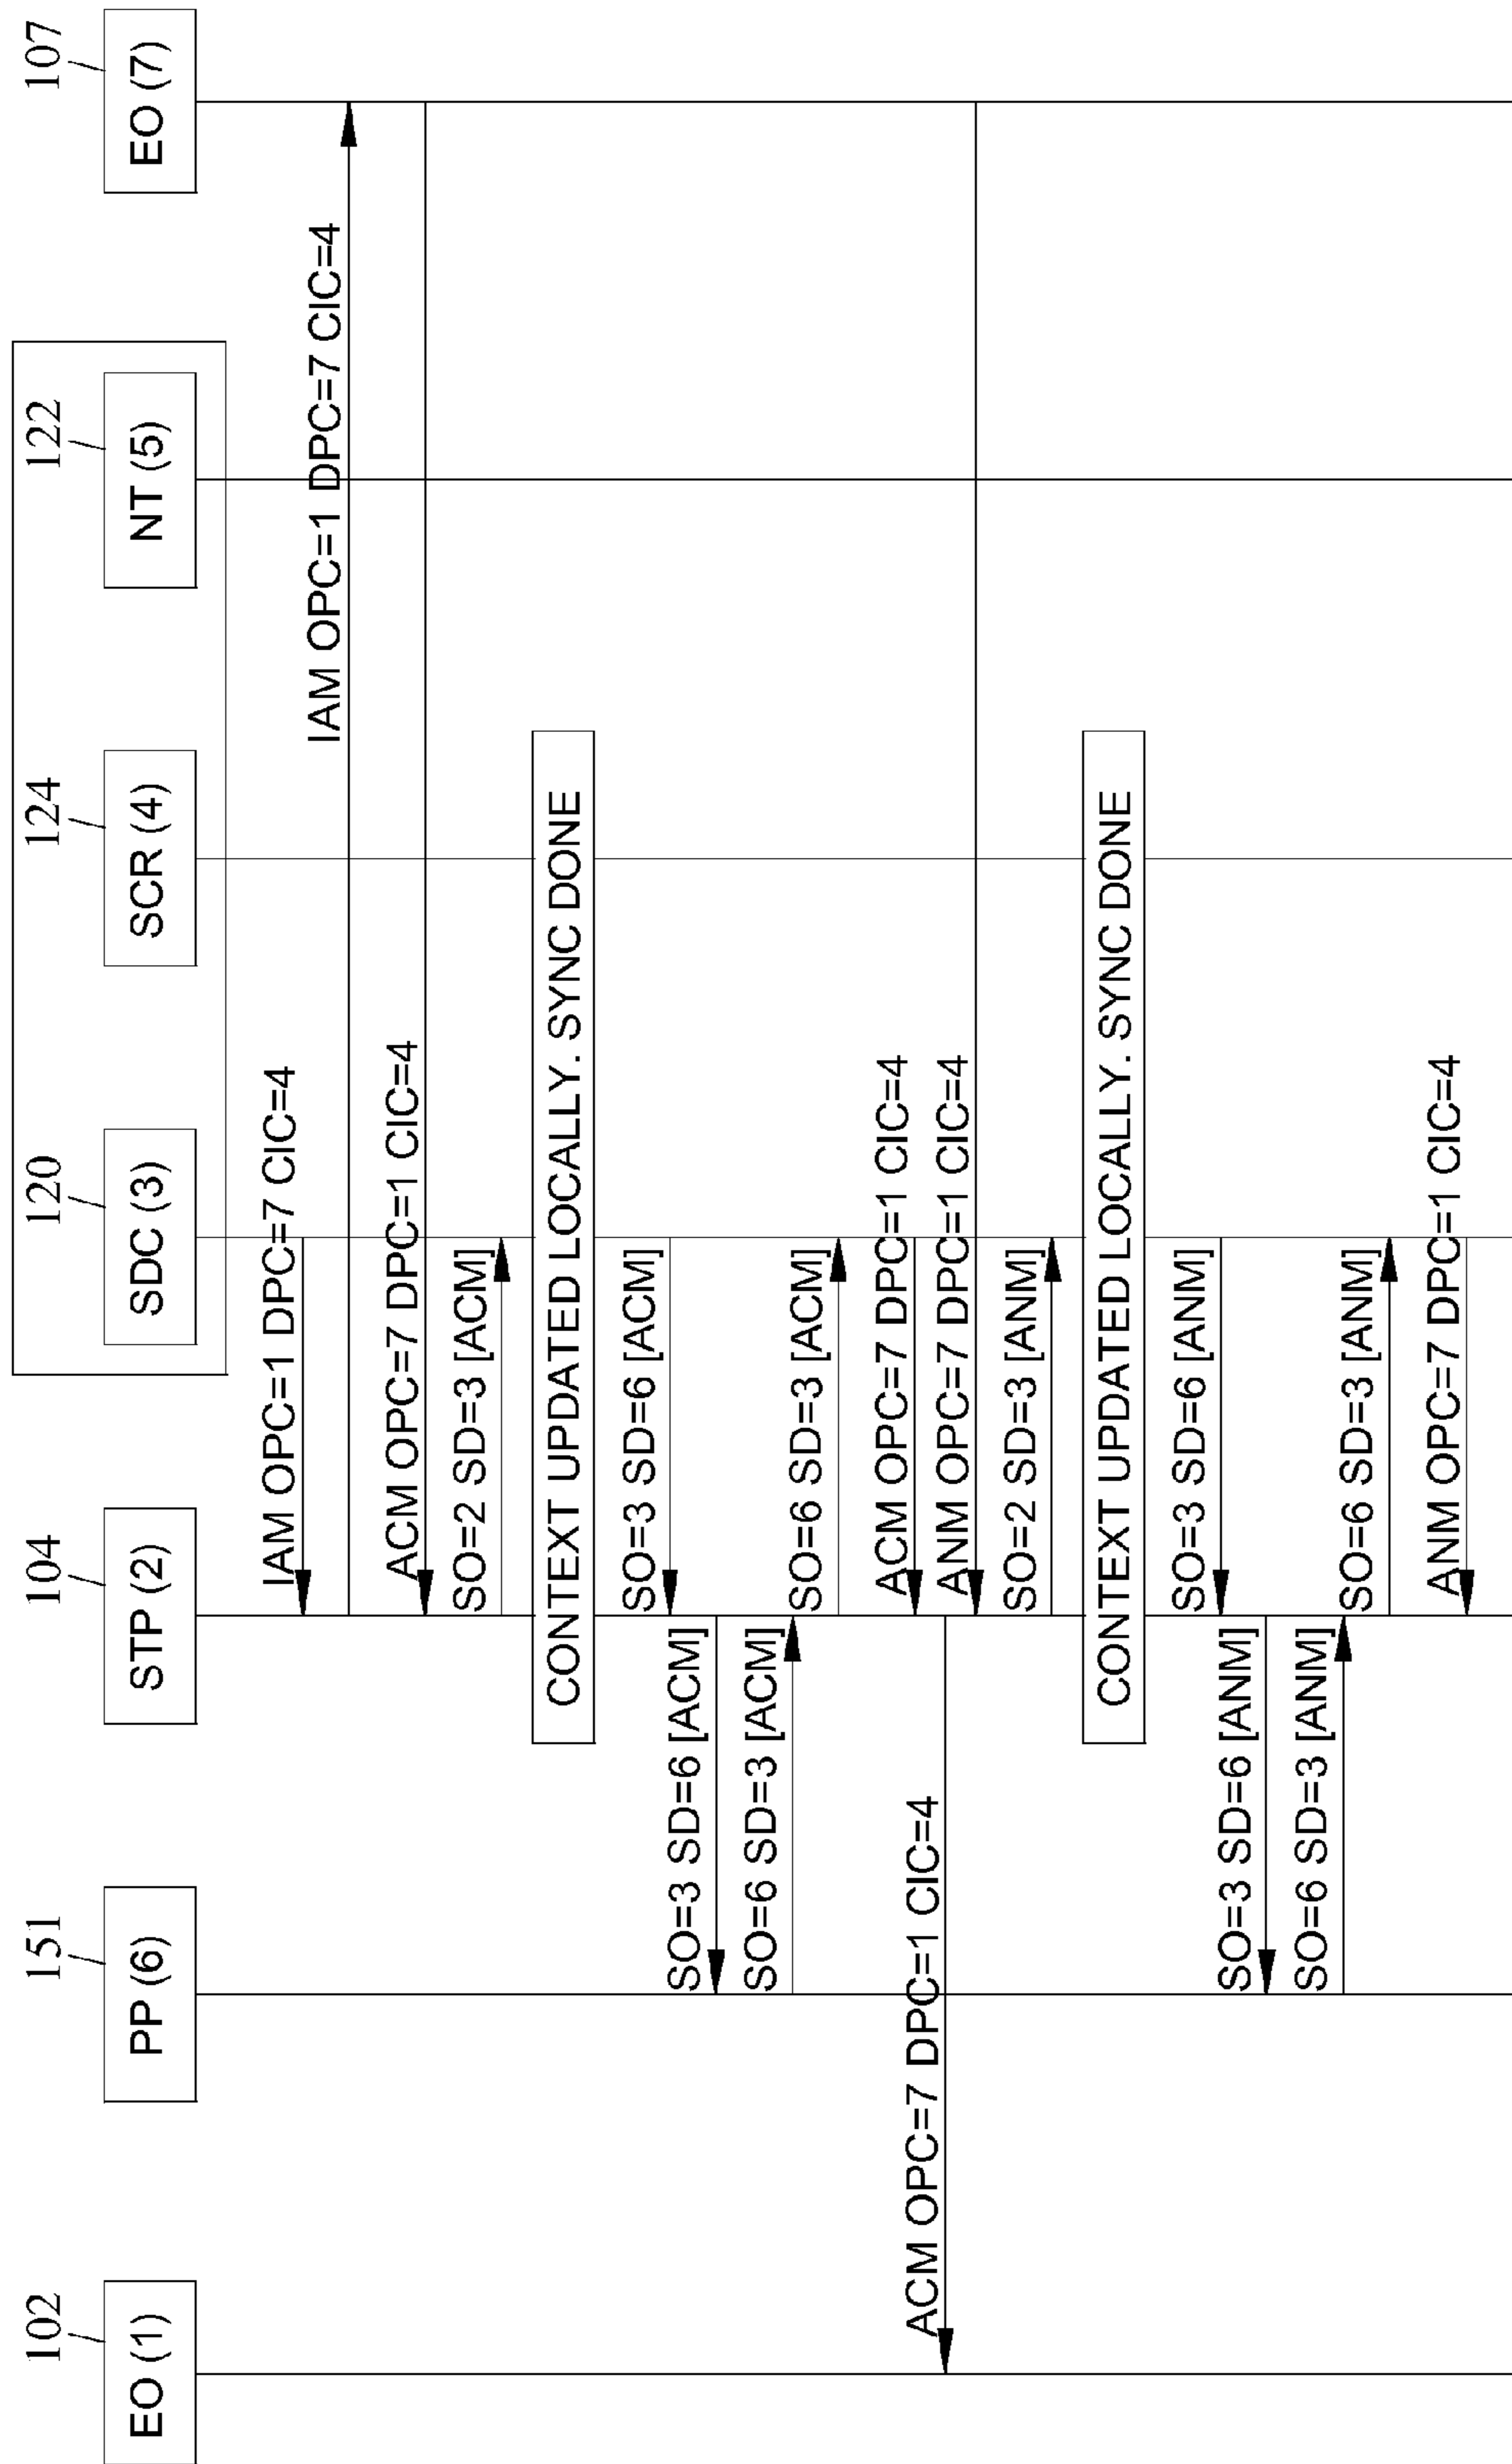 102
151
104
120
124
122
107
EO (1)
PP (6)
STP (2)
SDC (3)
SCR (4)
NT (5)
EO (7)
IAM OPC=1 DPC=7 CIC=4
IAM OPC=1 DPC=7 CIC=4
ACM OPC=7 DPC=1 CIC=4
SO=2 SD=3 [ACM]
CONTEXT UPDATED LOCALLY. SYNC DONE
SO=3 SD=6 [ACM]
SO=3 SD=6 [ACM]
SO=6 SD=3 [ACM]
SO=6 SD=3 [ACM]
ACM OPC=7 DPC=1 CIC=4
ACM OPC=7 DPC=1 CIC=4
ANM OPC=7 DPC=1 CIC=4
SO=2 SD=3 [ANM]
CONTEXT UPDATED LOCALLY. SYNC DONE
SO=3 SD=6 [ANM]
SO=3 SD=6 [ANM]
SO=6 SD=3 [ANM]
SO=6 SD=3 [ANM]
ANM OPC=7 DPC=1 CIC=4